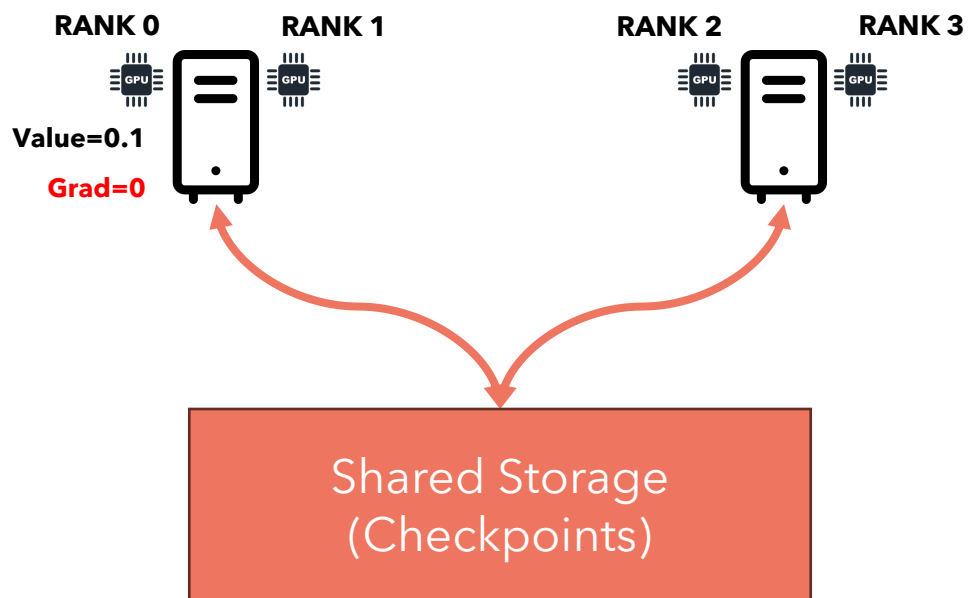 RANK 0
RANK 1
RANK 2
RANK 3
GPU
GPU
GPU
GPU
Value=0.1
Grad=0
Shared Storage
(Checkpoints)